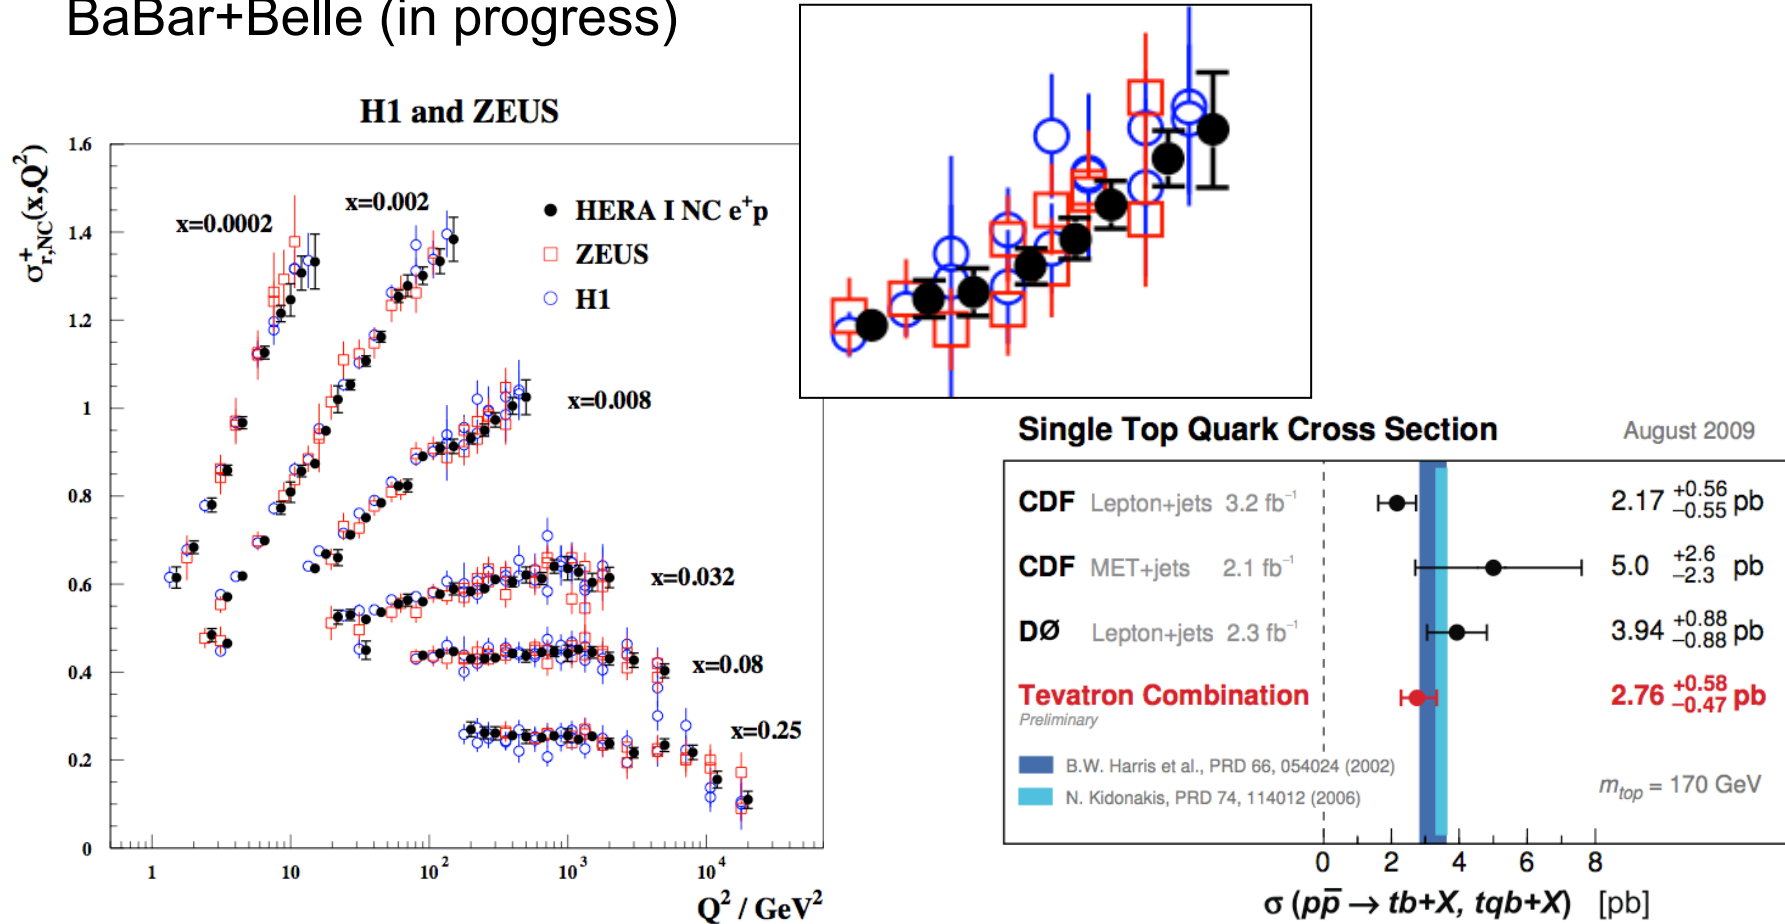 BaBar+Belle (in progress)
H1 and ZEUS
σ⁺r,NC(x,Q²)
1.6
1.4
1.2
1
0.8
0.6
0.4
0.2
0
x=0.0002
x=0.002
HERA I NC e⁺p
ZEUS
H1
x=0.008
x=0.032
x=0.08
x=0.25
1
10
10²
10³
10⁴
Q² / GeV²
Single Top Quark Cross Section
August 2009
CDF Lepton+jets 3.2 fb⁻¹ 2.17 +0.56 −0.55 pb
CDF MET+jets 2.1 fb⁻¹ 5.0 +2.6 −2.3 pb
DØ Lepton+jets 2.3 fb⁻¹ 3.94 +0.88 −0.88 pb
Tevatron Combination 2.76 +0.58 −0.47 pb
Preliminary
B.W. Harris et al., PRD 66, 054024 (2002)
N. Kidonakis, PRD 74, 114012 (2006)
mtop = 170 GeV
0 2 4 6 8
σ (pp̅ → tb+X, tqb+X) [pb]